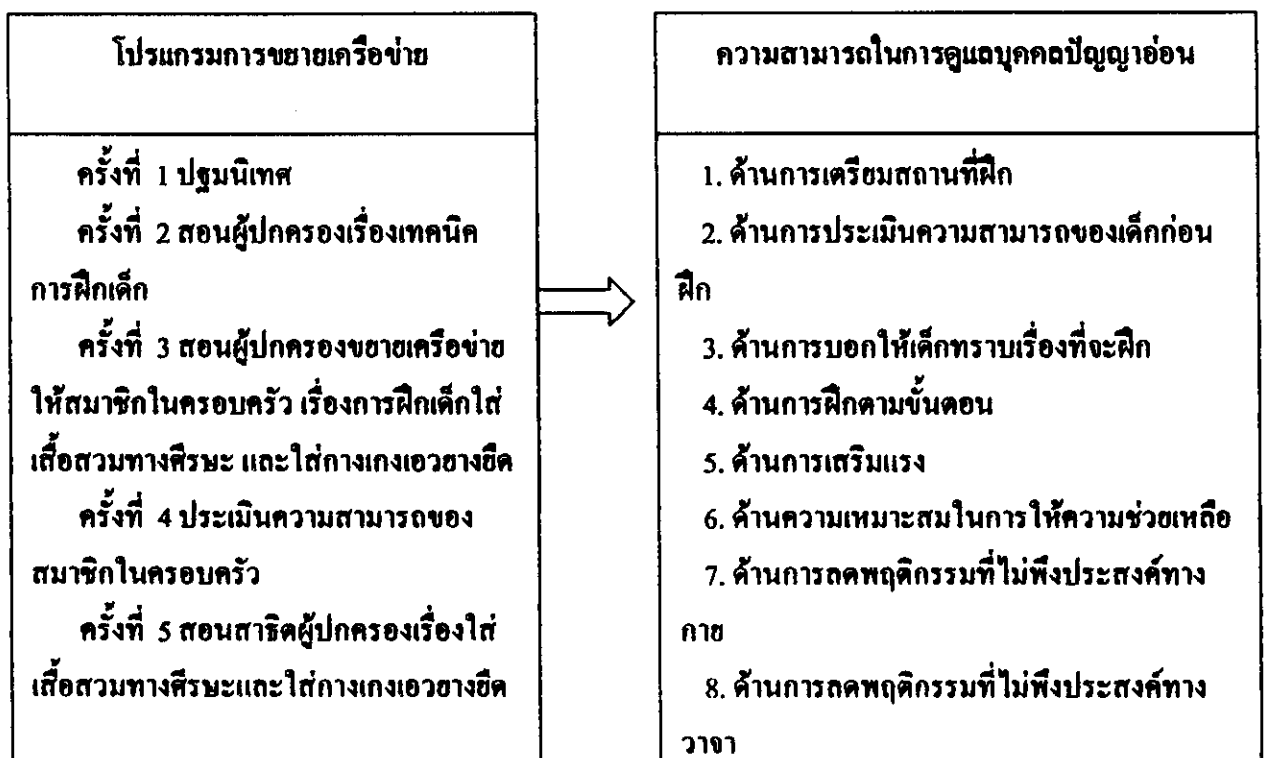 โปรแกรมการขยายเครือข่าย
ครั้งที่ 1 ปฐมนิเทศ
ครั้งที่ 2 สอนผู้ปกครองเรื่องเทคนิค
การฝึกเด็ก
ครั้งที่ 3 สอนผู้ปกครองขยายเครือข่าย
ให้สมาชิกในครอบครัว เรื่องการฝึกเด็กใส่
เสื้อสวมทางศีรษะ และใส่กางเกงเอวยางยืด
ครั้งที่ 4 ประเมินความสามารถของ
สมาชิกในครอบครัว
ครั้งที่ 5 สอนสาธิตผู้ปกครองเรื่องใส่
เสื้อสวมทางศีรษะและใส่กางเกงเอวยางยืด
ความสามารถในการดูแลบุคคลปัญญาอ่อน
1. ด้านการเตรียมสถานที่ฝึก
2. ด้านการประเมินความสามารถของเด็กก่อน
ฝึก
3. ด้านการบอกให้เด็กทราบเรื่องที่จะฝึก
4. ด้านการฝึกตามขั้นตอน
5. ด้านการเสริมแรง
6. ด้านความเหมาะสมในการให้ความช่วยเหลือ
7. ด้านการลดพฤติกรรมที่ไม่พึงประสงค์ทาง
กาย
8. ด้านการลดพฤติกรรมที่ไม่พึงประสงค์ทาง
วาจา